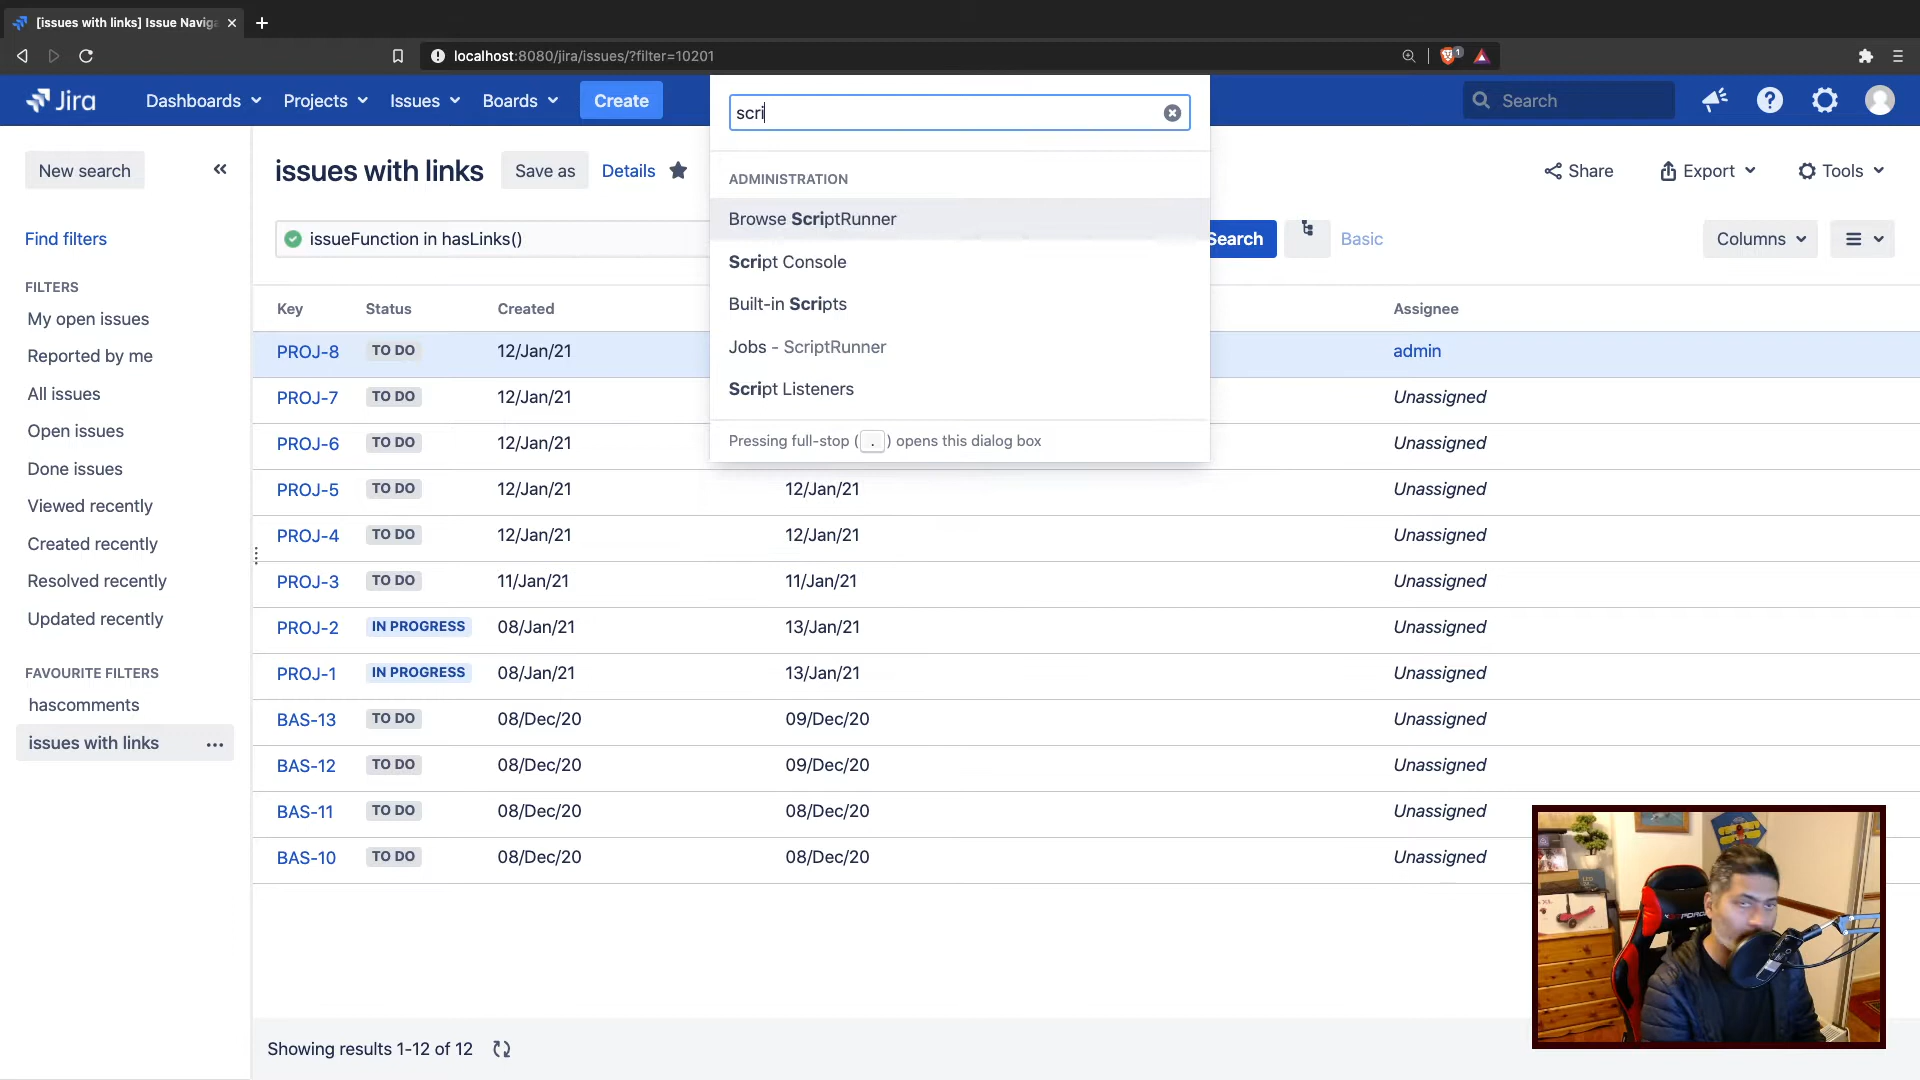 [issues with links] Issue Naviga
localhost:8080/jira/issues/?filter=10201
1
Jira
Dashboards
Projects
Issues
Boards
Create
scri
Search
New search
issues with links
Save as
Details
Share
Export
Tools
ADMINISTRATION
Browse ScriptRunner
Script Console
Built-in Scripts
Jobs - ScriptRunner
Script Listeners
Pressing full-stop ( . ) opens this dialog box
Find filters
issueFunction in hasLinks()
Search
Basic
Columns
FILTERS
My open issues
Reported by me
All issues
Open issues
Done issues
Viewed recently
Created recently
Resolved recently
Updated recently
FAVOURITE FILTERS
hascomments
issues with links
Key Status Created Assignee
PROJ-8 TO DO 12/Jan/21 admin
PROJ-7 TO DO 12/Jan/21 Unassigned
PROJ-6 TO DO 12/Jan/21 Unassigned
PROJ-5 TO DO 12/Jan/21 12/Jan/21 Unassigned
PROJ-4 TO DO 12/Jan/21 12/Jan/21 Unassigned
PROJ-3 TO DO 11/Jan/21 11/Jan/21 Unassigned
PROJ-2 IN PROGRESS 08/Jan/21 13/Jan/21 Unassigned
PROJ-1 IN PROGRESS 08/Jan/21 13/Jan/21 Unassigned
BAS-13 TO DO 08/Dec/20 09/Dec/20 Unassigned
BAS-12 TO DO 08/Dec/20 09/Dec/20 Unassigned
BAS-11 TO DO 08/Dec/20 08/Dec/20 Unassigned
BAS-10 TO DO 08/Dec/20 08/Dec/20 Unassigned
Showing results 1-12 of 12